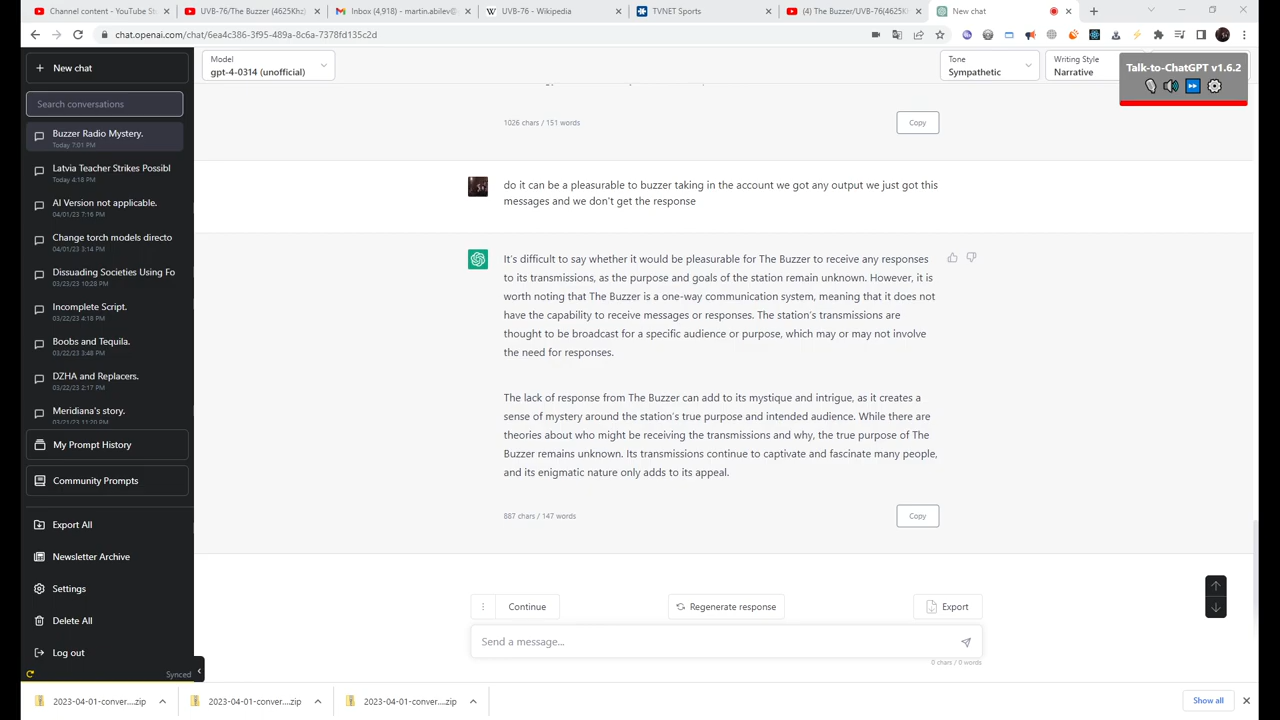 Channel content - YouTube St
UVB-76/The Buzzer (4625Khz)
Inbox (4,918) - martin.abilev@
UVB-76 - Wikipedia
TVNET Sports
(4) The Buzzer/UVB-76(4625K
New chat
chat.openai.com/chat/6ea4c386-3f95-489a-8c6a-7378fd135c2d
New chat
Model
gpt-4-0314 (unofficial)
Tone
Sympathetic
Writing Style
Narrative
Talk-to-ChatGPT v1.6.2
Search conversations
Buzzer Radio Mystery.
Today 7:01 PM
Latvia Teacher Strikes Possibl
Today 4:18 PM
AI Version not applicable.
04/01/23 7:16 PM
Change torch models directo
04/01/23 3:14 PM
Dissuading Societies Using Fo
03/23/23 10:28 PM
Incomplete Script.
03/22/23 4:18 PM
Boobs and Tequila.
03/22/23 3:48 PM
DZHA and Replacers.
03/22/23 2:17 PM
Meridiana's story.
03/21/23 11:20 PM
My Prompt History
Community Prompts
Export All
Newsletter Archive
Settings
Delete All
Log out
Synced
1026 chars / 151 words
Copy
do it can be a pleasurable to buzzer taking in the account we got any output we just got this
messages and we don't get the response
It's difficult to say whether it would be pleasurable for The Buzzer to receive any responses
to its transmissions, as the purpose and goals of the station remain unknown. However, it is
worth noting that The Buzzer is a one-way communication system, meaning that it does not
have the capability to receive messages or responses. The station's transmissions are
thought to be broadcast for a specific audience or purpose, which may or may not involve
the need for responses.
The lack of response from The Buzzer can add to its mystique and intrigue, as it creates a
sense of mystery around the station's true purpose and intended audience. While there are
theories about who might be receiving the transmissions and why, the true purpose of The
Buzzer remains unknown. Its transmissions continue to captivate and fascinate many people,
and its enigmatic nature only adds to its appeal.
887 chars / 147 words
Copy
Continue
Regenerate response
Export
Send a message...
0 chars / 0 words
2023-04-01-conver....zip
2023-04-01-conver....zip
2023-04-01-conver....zip
Show all